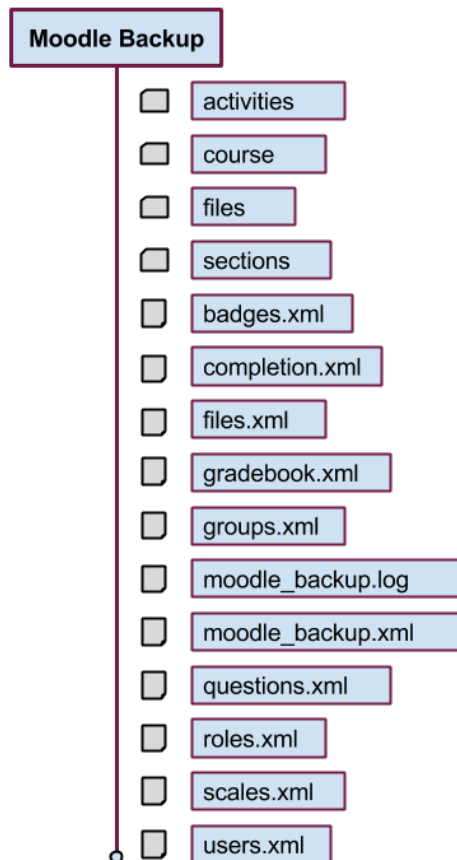 Moodle Backup
activities
course
files
sections
badges.xml
completion.xml
files.xml
gradebook.xml
groups.xml
moodle_backup.log
moodle_backup.xml
questions.xml
roles.xml
scales.xml
users.xml